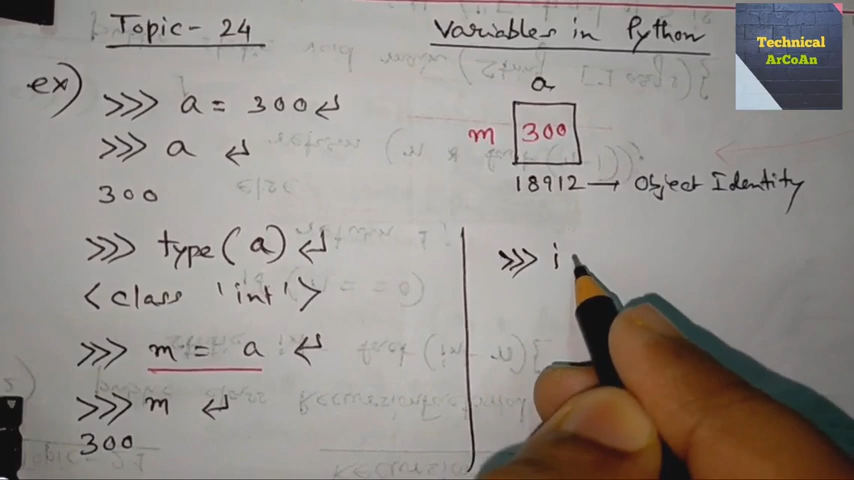 Topic - 24
Variables in Python
Technical
ArCoAn
ex)
>>> a = 300 ↵
>>> a ↵
300
>>> type(a) ↵
<class 'int'>
>>> m = a ↵
>>> m ↵
300
a
m 300
18912 → Object Identity
>>> i